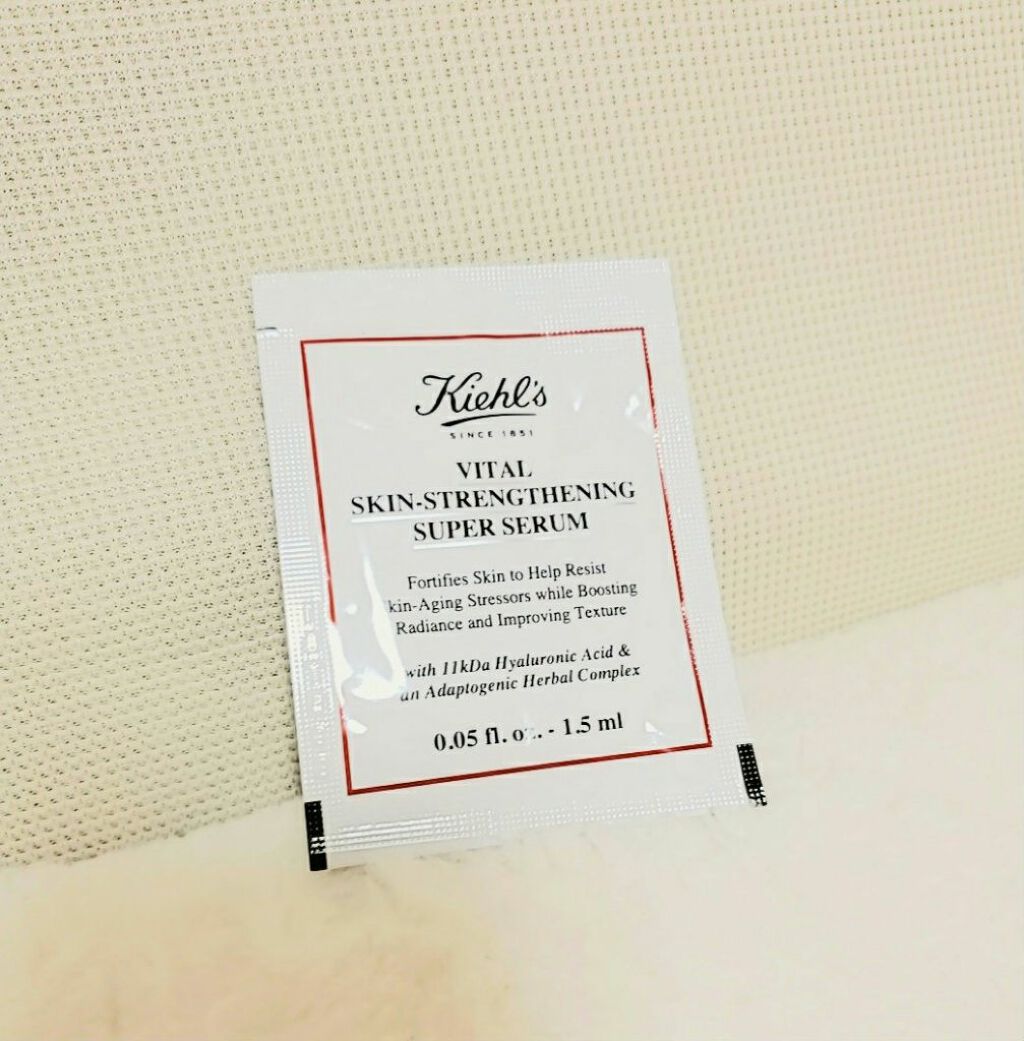 Kiehl's
SINCE 1851
VITAL
SKIN-STRENGTHENING
SUPER SERUM
Fortifies Skin to Help Resist
kin-Aging Stressors while Boosting
Radiance and Improving Texture
with 11kDa Hyaluronic Acid &
an Adaptogenic Herbal Complex
0.05 fl. oz. - 1.5 ml